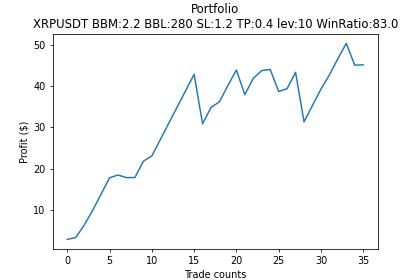 Portfolio
XRPUSDT BBM:2.2 BBL:280 SL:1.2 TP:0.4 lev:10 WinRatio:83.0
50
40
30
20
10
Profit ($)
0 5 10 15 20 25 30 35
Trade counts